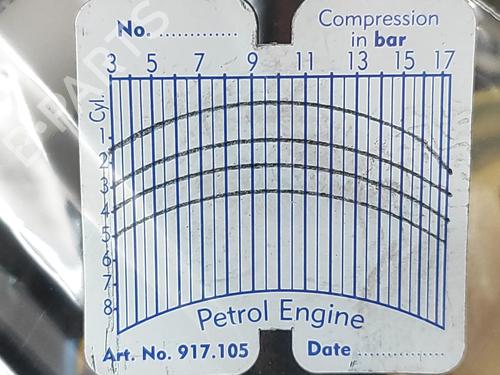 No. .............
Compression
in bar
3 5 7 9 11 13 15 17
Cyl.
1
2
3
4
5
6
7
8
Petrol Engine
Art. No. 917.105
Date ...............
B-PARTS